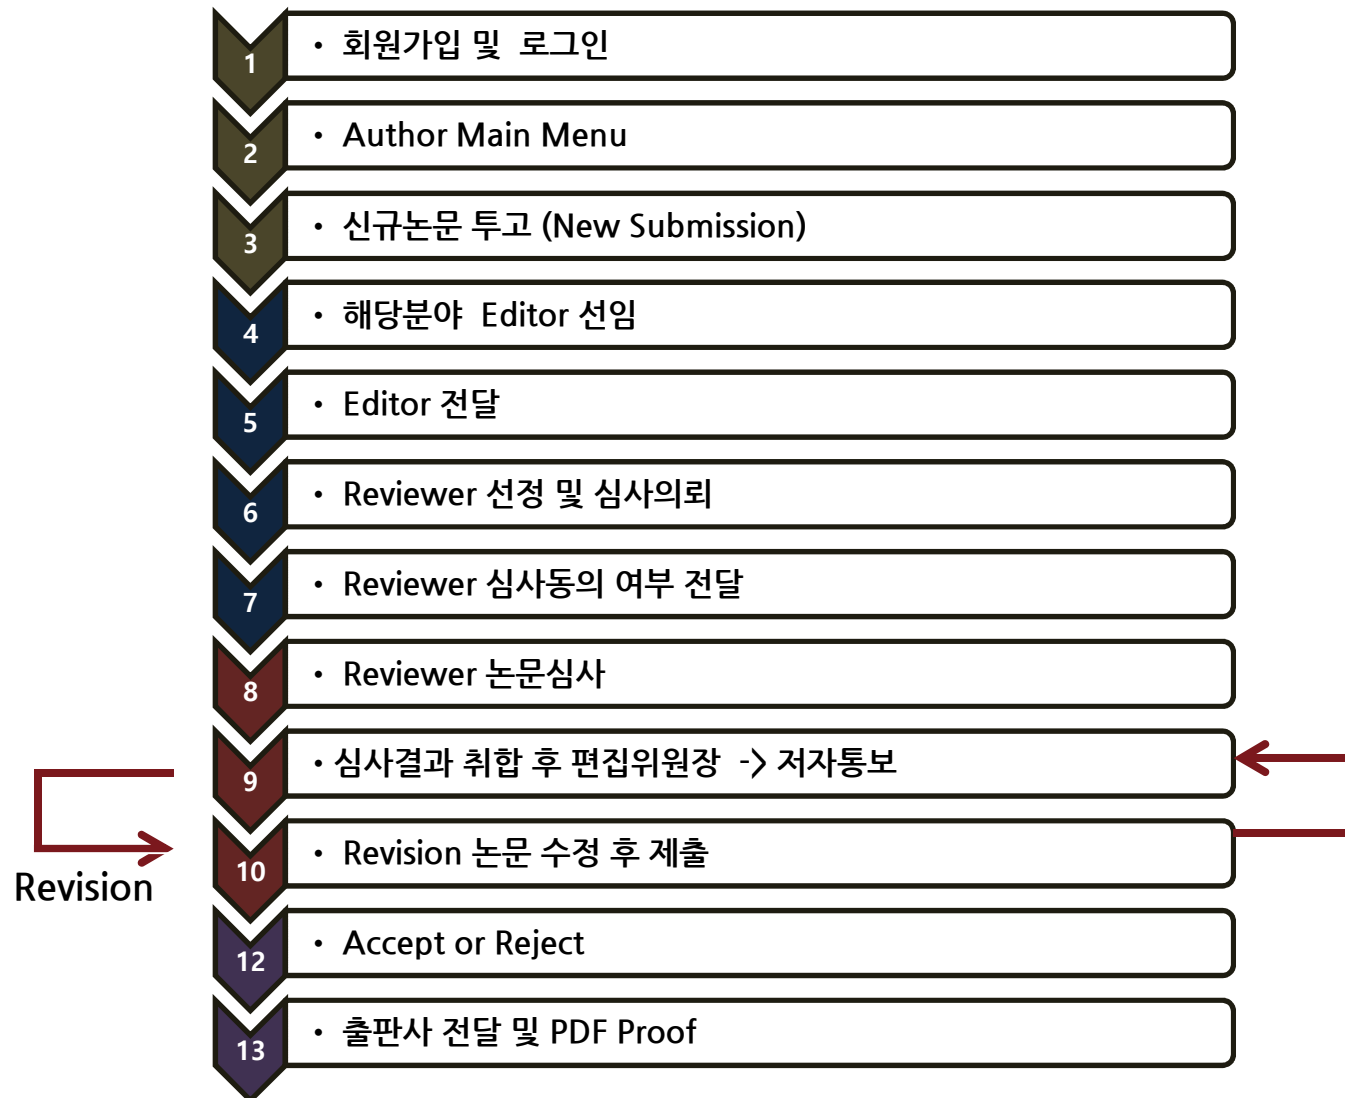 1
• 회원가입 및 로그인
2
• Author Main Menu
3
• 신규논문 투고 (New Submission)
4
• 해당분야 Editor 선임
5
• Editor 전달
6
• Reviewer 선정 및 심사의뢰
7
• Reviewer 심사동의 여부 전달
8
• Reviewer 논문심사
9
• 심사결과 취합 후 편집위원장 -> 저자통보
10
• Revision 논문 수정 후 제출
Revision
12
• Accept or Reject
13
• 출판사 전달 및 PDF Proof